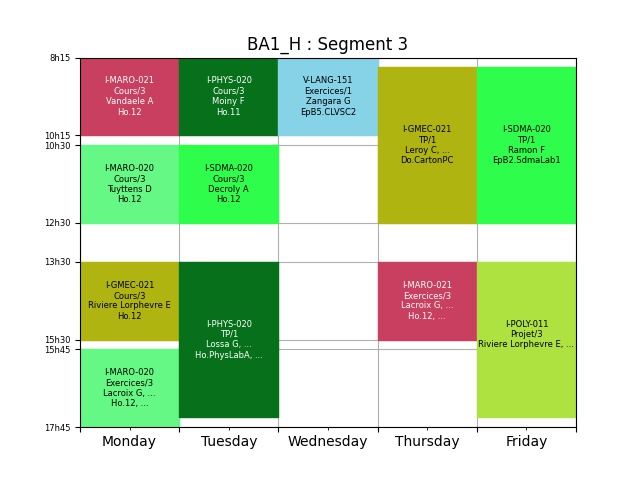 BA1_H : Segment 3
8h15
10h15
10h30
12h30
13h30
15h30
15h45
17h45
I-MARO-021
Cours/3
Vandaele A
Ho.12
I-PHYS-020
Cours/3
Moiny F
Ho.11
V-LANG-151
Exercices/1
Zangara G
EpB5.CLVSC2
I-GMEC-021
TP/1
Leroy C, ...
Do.CartonPC
I-SDMA-020
TP/1
Ramon F
EpB2.SdmaLab1
I-MARO-020
Cours/3
Tuyttens D
Ho.12
I-SDMA-020
Cours/3
Decroly A
Ho.12
I-GMEC-021
Cours/3
Riviere Lorphevre E
Ho.12
I-PHYS-020
TP/1
Lossa G, ...
Ho.PhysLabA, ...
I-MARO-021
Exercices/3
Lacroix G, ...
Ho.12, ...
I-POLY-011
Projet/3
Riviere Lorphevre E, ...
I-MARO-020
Exercices/3
Lacroix G, ...
Ho.12, ...
Monday
Tuesday
Wednesday
Thursday
Friday